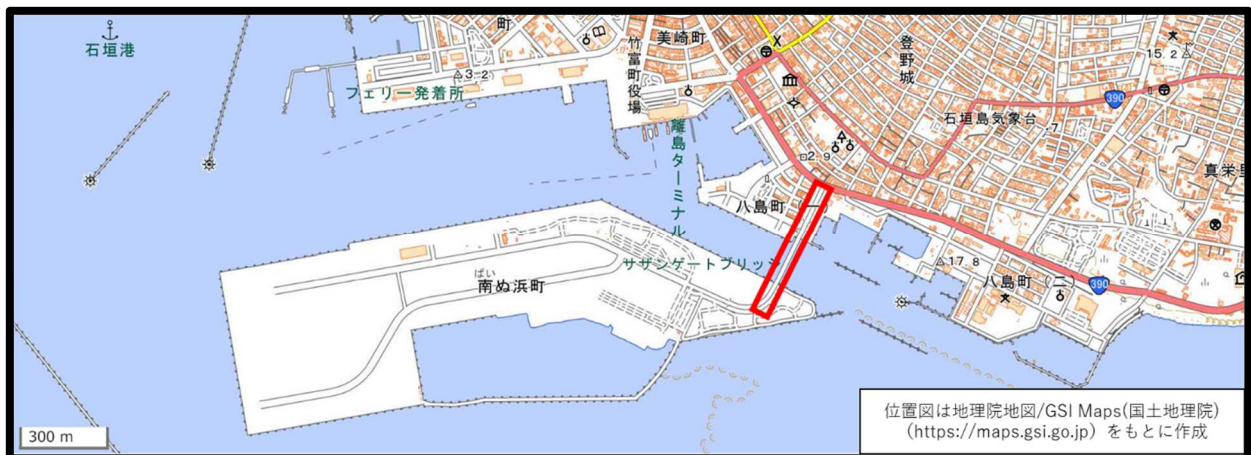 石垣港
町
美崎町
竹富町役場
登野城
15.2
3.2
フェリー発着所
離島ターミナル
390
石垣島気象台
7
2.9
真栄里
八島町（一）
サザンゲートブリッジ
ぱい
南ぬ浜町
17.8
八島町（二）
390
300 m
位置図は地理院地図/GSI Maps(国土地理院)
（https://maps.gsi.go.jp）をもとに作成